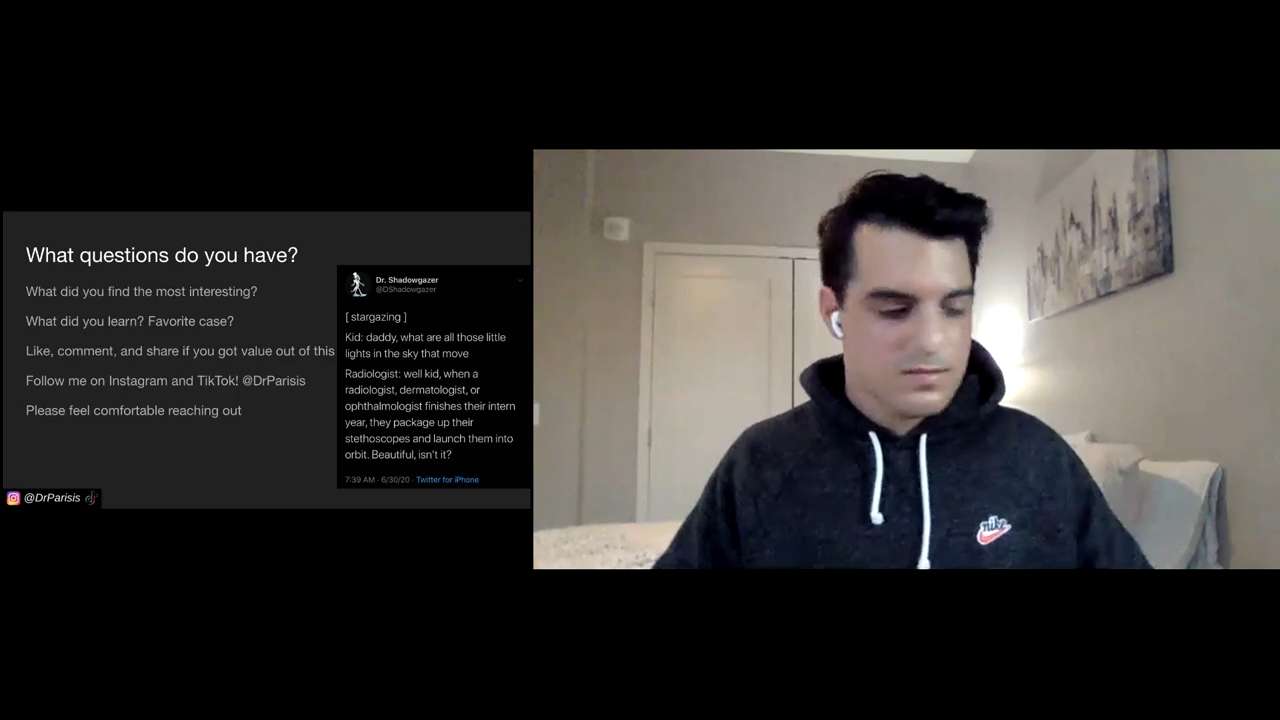 What questions do you have?
What did you find the most interesting?
What did you learn? Favorite case?
Like, comment, and share if you got value out of this
Follow me on Instagram and TikTok! @DrParisis
Please feel comfortable reaching out
Dr. Shadowgazer
@DShadowgazer
[ stargazing ]
Kid: daddy, what are all those little
lights in the sky that move
Radiologist: well kid, when a
radiologist, dermatologist, or
ophthalmologist finishes their intern
year, they package up their
stethoscopes and launch them into
orbit. Beautiful, isn't it?
7:39 AM · 6/30/20 · Twitter for iPhone
@DrParisis
nike